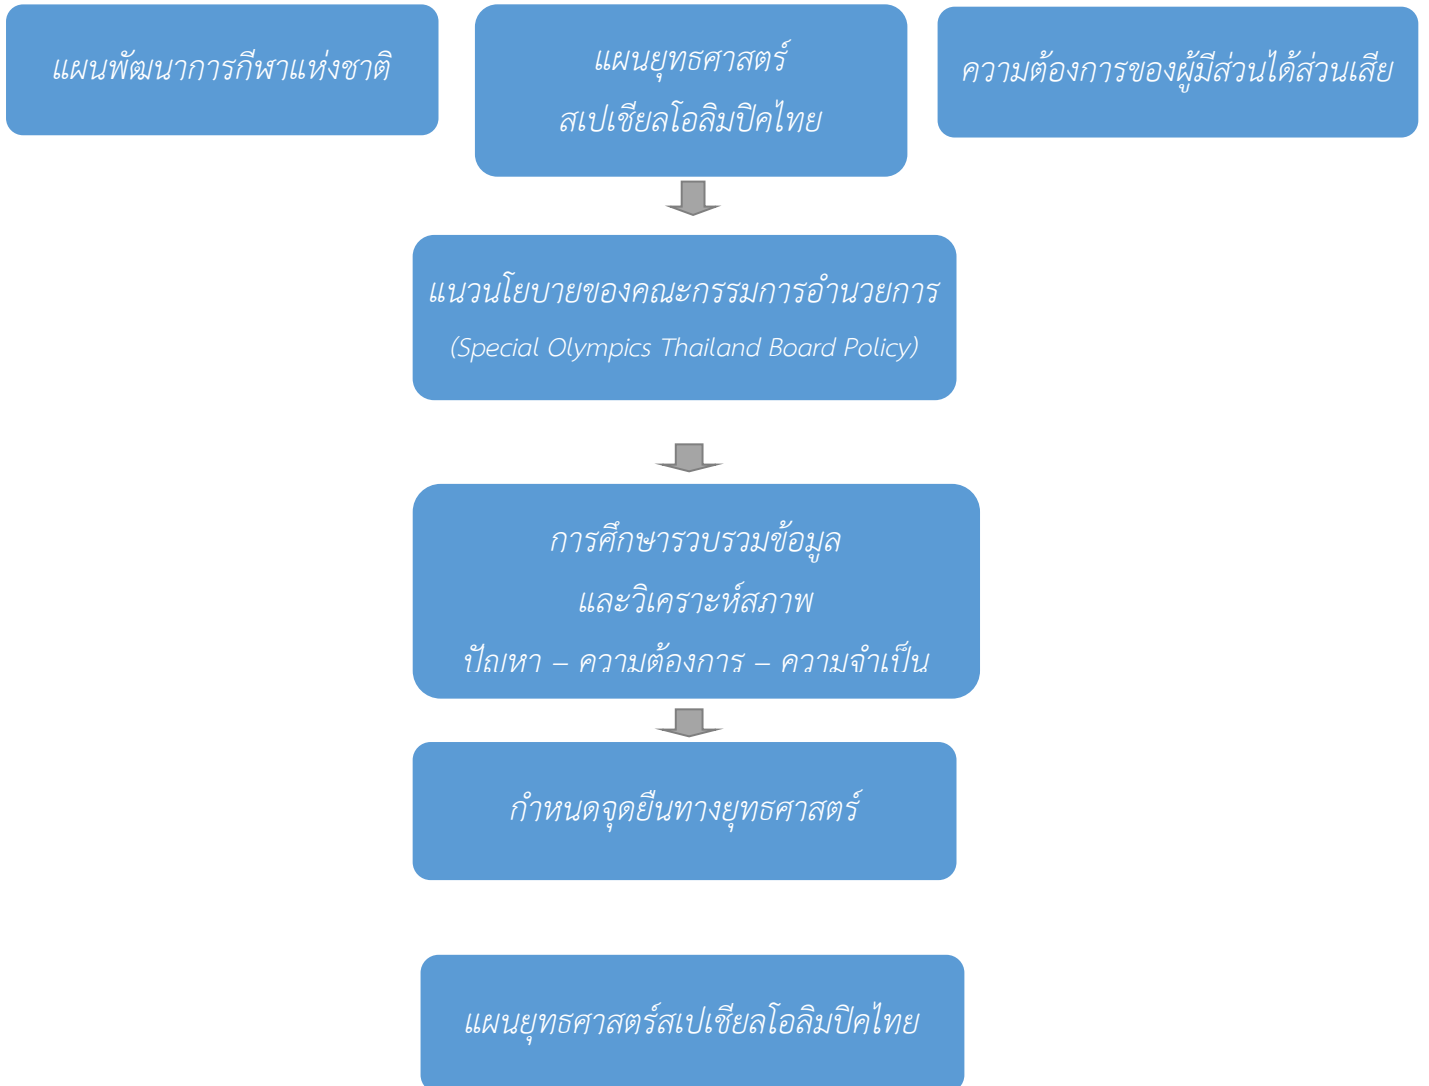 แผนพัฒนาการกีฬาแห่งชาติ
แผนยุทธศาสตร์
สเปเชียลโอลิมปิคไทย
ความต้องการของผู้มีส่วนได้ส่วนเสีย
แนวนโยบายของคณะกรรมการอำนวยการ
(Special Olympics Thailand Board Policy)
การศึกษารวบรวมข้อมูล
และวิเคราะห์สภาพ
ปัญหา – ความต้องการ – ความจำเป็น
กำหนดจุดยืนทางยุทธศาสตร์
แผนยุทธศาสตร์สเปเชียลโอลิมปิคไทย